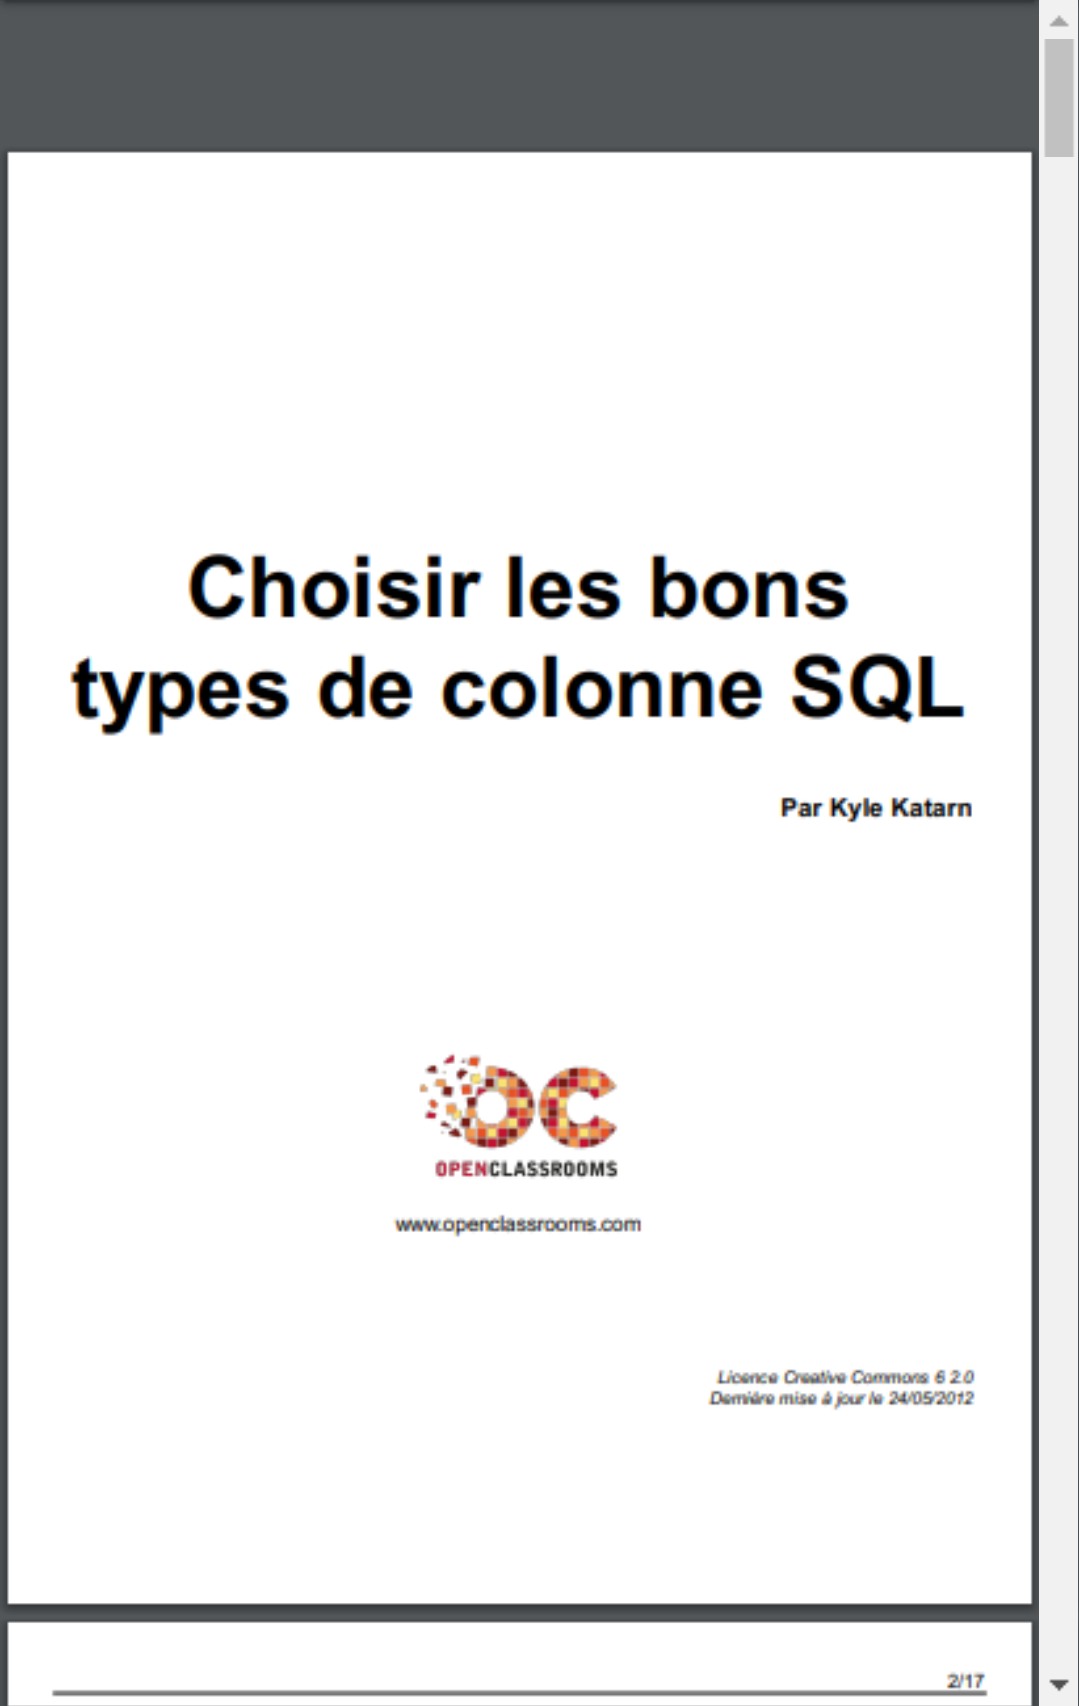 Choisir les bons
types de colonne SQL
Par Kyle Katarn
OPENCLASSROOMS
www.openclassrooms.com
Licence Creative Commons 6 2.0
Dernière mise à jour le 24/05/2012
2/17